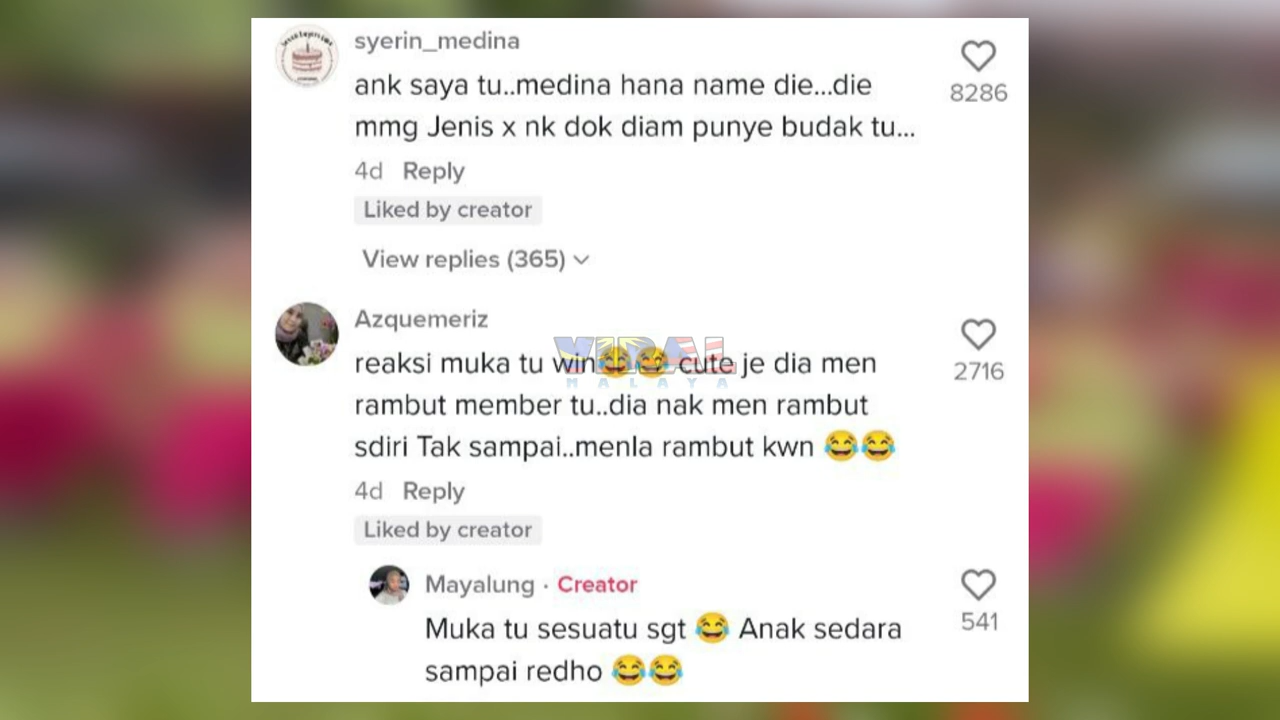 syerin_medina
ank saya tu..medina hana name die...die
8286
mmg Jenis x nk dok diam punye budak tu...
4d Reply
Liked by creator
View replies (365)
Azquemeriz
reaksi muka tu win😂😂 cute je dia men
2716
rambut member tu..dia nak men rambut
sdiri Tak sampai..menla rambut kwn 😂😂
4d Reply
Liked by creator
Mayalung · Creator
Muka tu sesuatu sgt 😂 Anak sedara
541
sampai redho 😂😂
VIRAL
MALAYA